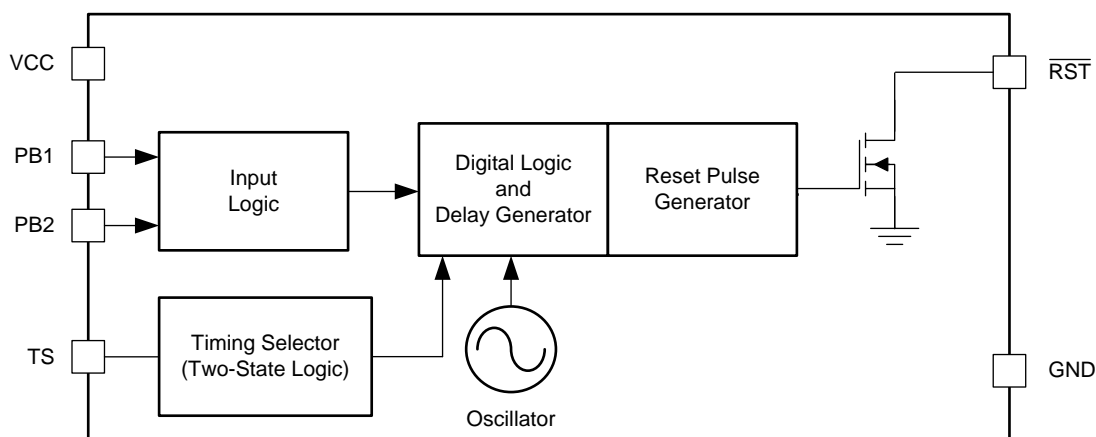 VCC
RST
PB1
PB2
Input
Logic
Digital Logic
and
Delay Generator
Reset Pulse
Generator
TS
Timing Selector
(Two-State Logic)
Oscillator
GND